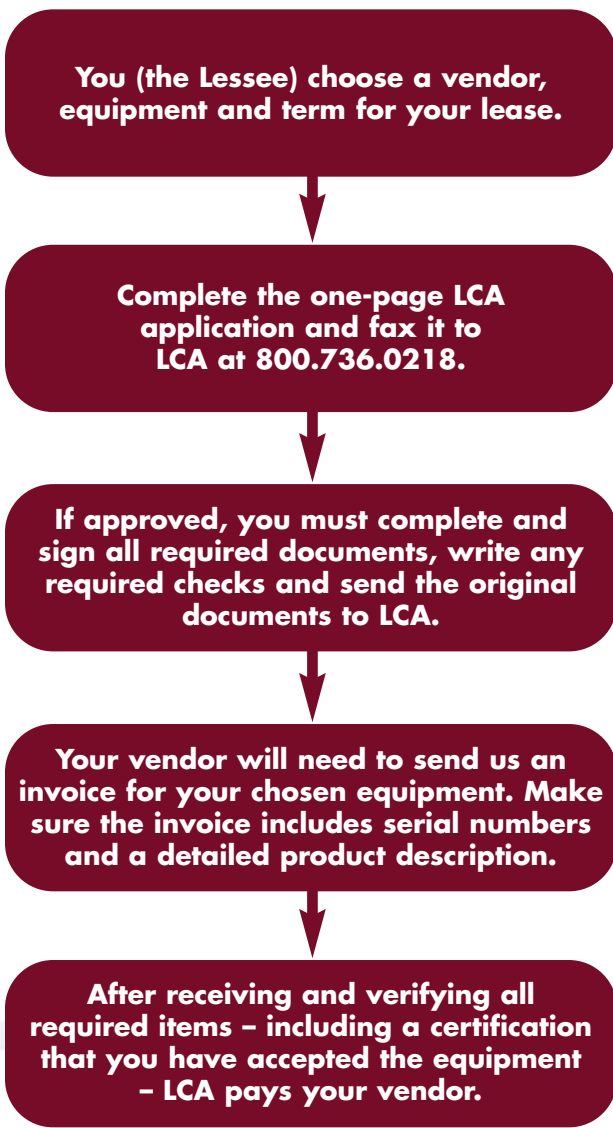 You (the Lessee) choose a vendor,
equipment and term for your lease.
Complete the one-page LCA
application and fax it to
LCA at 800.736.0218.
If approved, you must complete and
sign all required documents, write any
required checks and send the original
documents to LCA.
Your vendor will need to send us an
invoice for your chosen equipment. Make
sure the invoice includes serial numbers
and a detailed product description.
After receiving and verifying all
required items – including a certification
that you have accepted the equipment
– LCA pays your vendor.